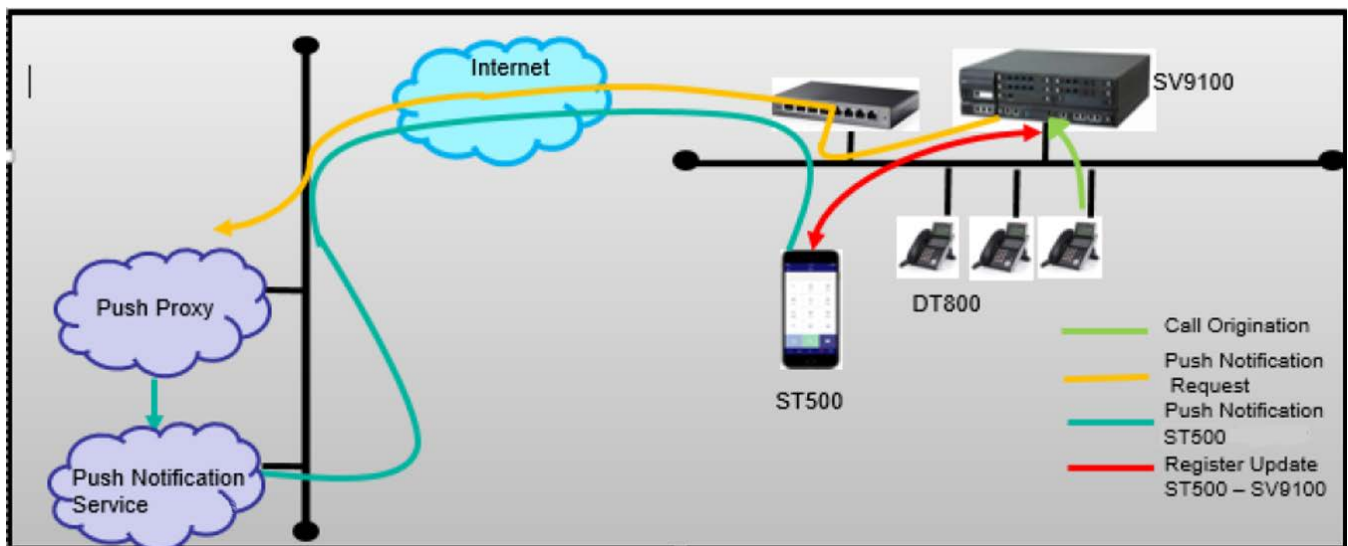 Internet
SV9100
Push Proxy
Push Notification
Service
DT800
ST500
Call Origination
Push Notification
Request
Push Notification
ST500
Register Update
ST500 – SV9100